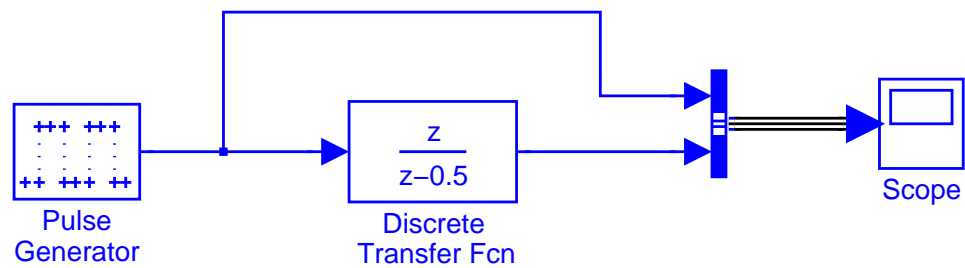 z
z−0.5
Pulse
Generator
Discrete
Transfer Fcn
Scope